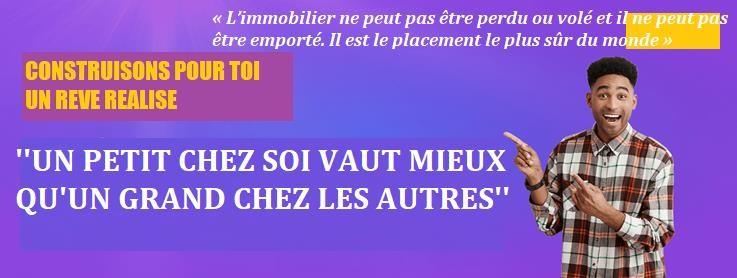 « L'immobilier ne peut pas être perdu ou volé et il ne peut pas
être emporté. Il est le placement le plus sûr du monde »
CONSTRUISONS POUR TOI
UN REVE REALISE
''UN PETIT CHEZ SOI VAUT MIEUX
QU'UN GRAND CHEZ LES AUTRES''